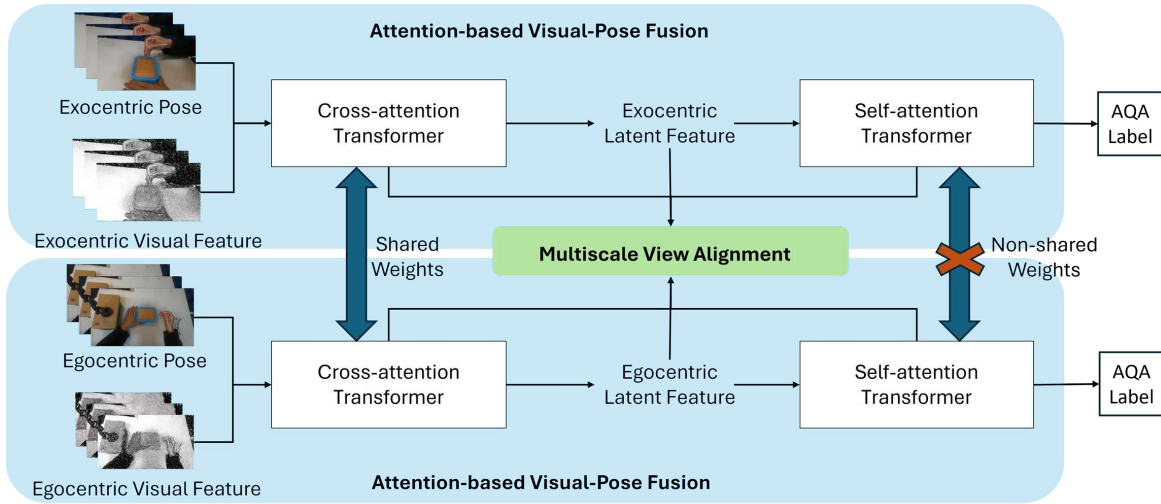 Attention-based Visual-Pose Fusion
Exocentric Pose
Exocentric Visual Feature
Cross-attention
Transformer
Exocentric
Latent Feature
Self-attention
Transformer
AQA
Label
Shared
Weights
Multiscale View Alignment
Non-shared
Weights
Egocentric Pose
Egocentric Visual Feature
Cross-attention
Transformer
Egocentric
Latent Feature
Self-attention
Transformer
AQA
Label
Attention-based Visual-Pose Fusion